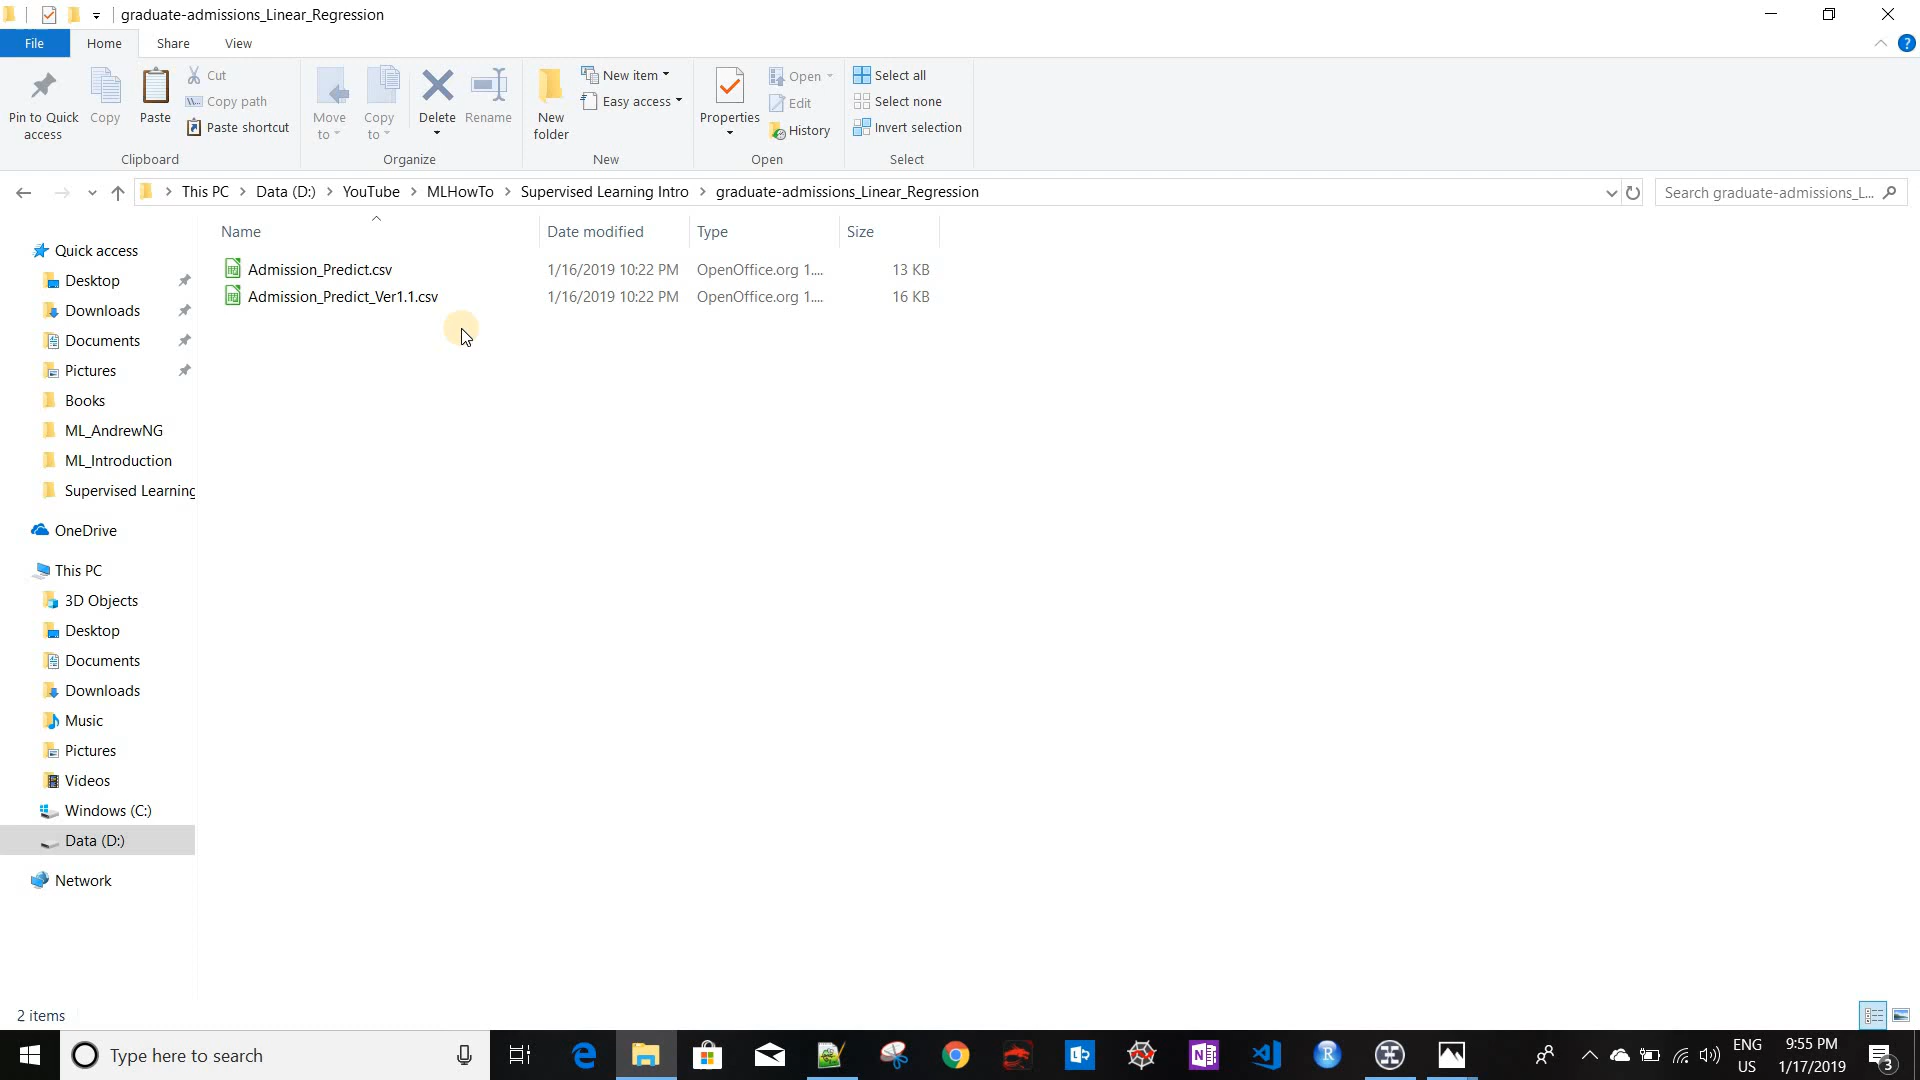 graduate-admissions_Linear_Regression
File Home Share View
Pin to Quick access
Copy
Paste
Cut
Copy path
Paste shortcut
Clipboard
Move to
Copy to
Delete
Rename
Organize
New folder
New item
Easy access
New
Properties
Open
Edit
History
Open
Select all
Select none
Invert selection
Select
This PC Data (D:) YouTube MLHowTo Supervised Learning Intro graduate-admissions_Linear_Regression
Search graduate-admissions_L...
Name Date modified Type Size
Admission_Predict.csv 1/16/2019 10:22 PM OpenOffice.org 1.... 13 KB
Admission_Predict_Ver1.1.csv 1/16/2019 10:22 PM OpenOffice.org 1.... 16 KB
Quick access
Desktop
Downloads
Documents
Pictures
Books
ML_AndrewNG
ML_Introduction
Supervised Learning
OneDrive
This PC
3D Objects
Desktop
Documents
Downloads
Music
Pictures
Videos
Windows (C:)
Data (D:)
Network
2 items
Type here to search
ENG
US
9:55 PM
1/17/2019
3